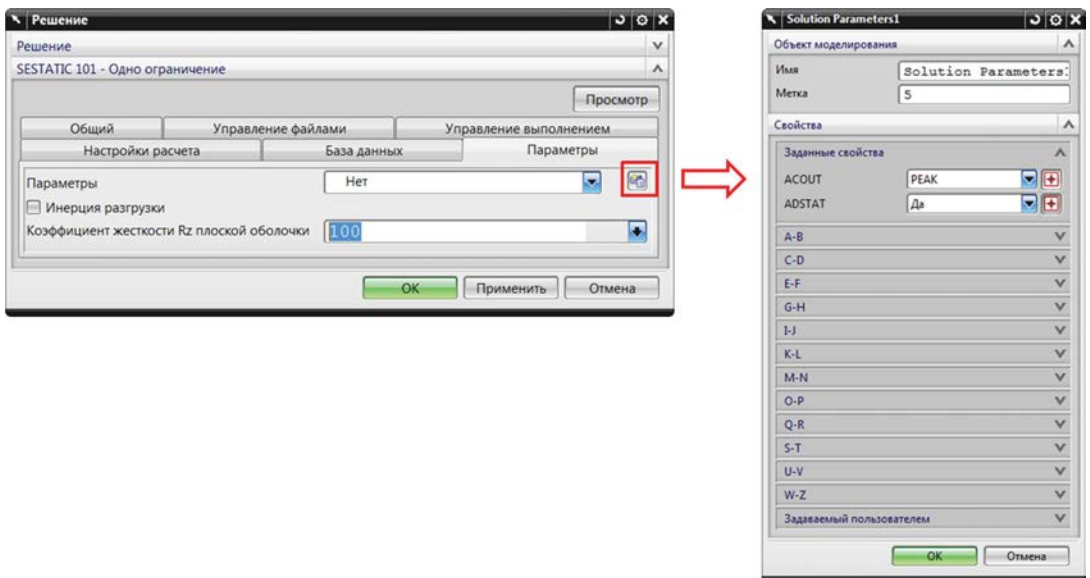 Решение
Решение
SESTATIC 101 - Одно ограничение
Просмотр
Общий Управление файлами Управление выполнением
Настройки расчета База данных Параметры
Параметры Нет
Инерция разгрузки
Коэффициент жесткости Rz плоской оболочки 100
OK Применить Отмена
Solution Parameters1
Объект моделирования
Имя Solution Parameters
Метка 5
Свойства
Заданные свойства
ACOUT PEAK
ADSTAT Да
A-B
C-D
E-F
G-H
I-J
K-L
M-N
O-P
Q-R
S-T
U-V
W-Z
Задаваемый пользователем
OK Отмена